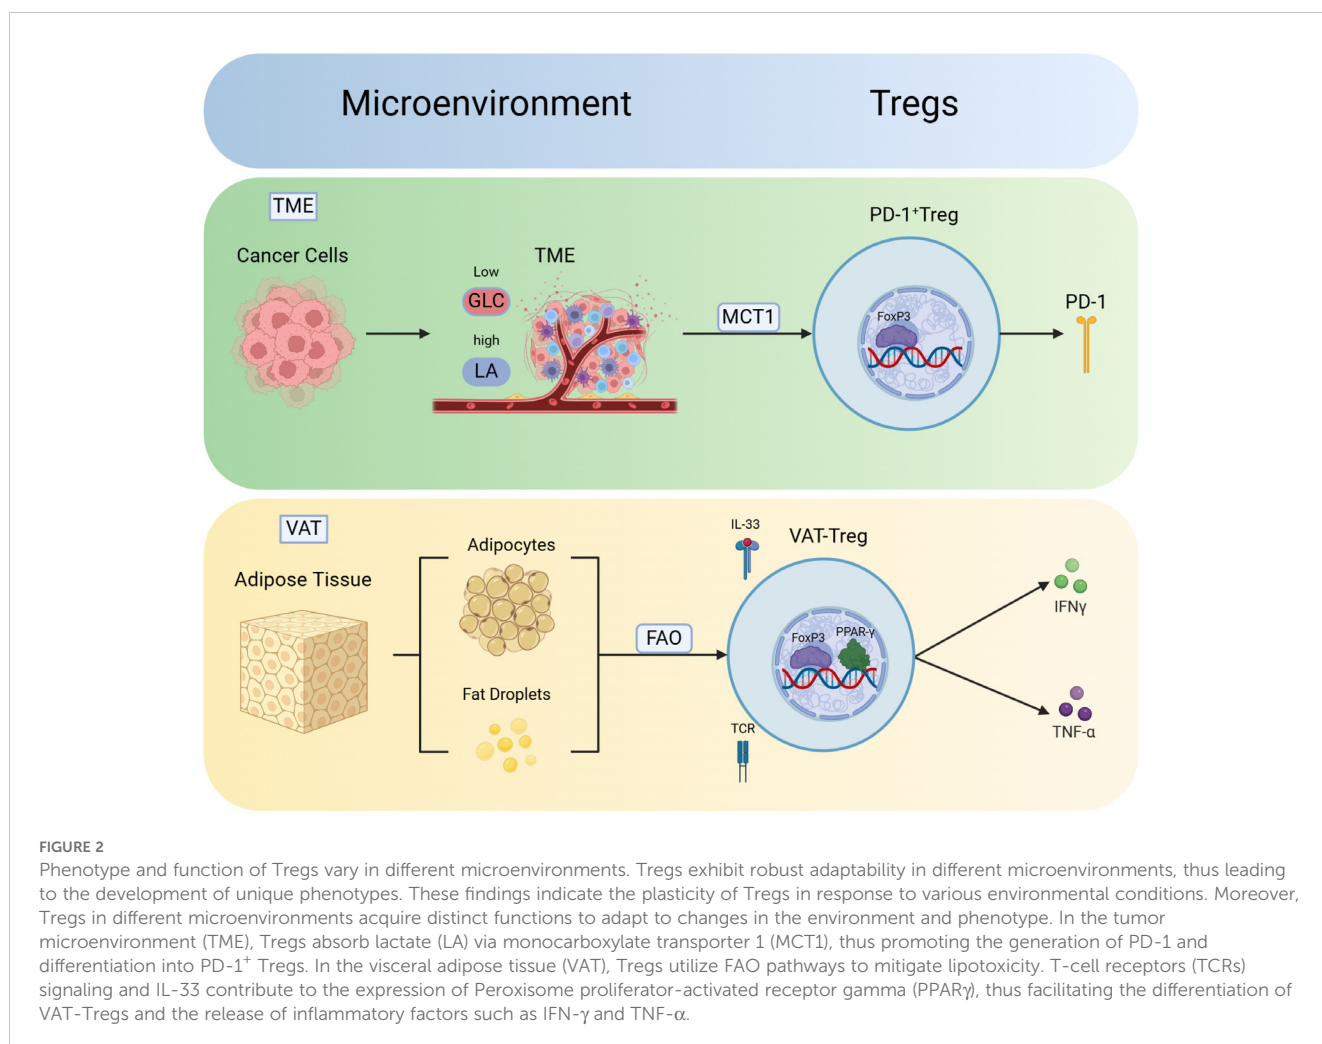 Microenvironment
Tregs
TME
Cancer Cells
Low
GLC
high
LA
TME
MCT1
PD-1⁺Treg
FoxP3
PD-1
VAT
Adipose Tissue
Adipocytes
Fat Droplets
FAO
IL-33
VAT-Treg
FoxP3
PPAR-γ
TCR
IFNγ
TNF-α
FIGURE 2
Phenotype and function of Tregs vary in different microenvironments. Tregs exhibit robust adaptability in different microenvironments, thus leading
to the development of unique phenotypes. These findings indicate the plasticity of Tregs in response to various environmental conditions. Moreover,
Tregs in different microenvironments acquire distinct functions to adapt to changes in the environment and phenotype. In the tumor
microenvironment (TME), Tregs absorb lactate (LA) via monocarboxylate transporter 1 (MCT1), thus promoting the generation of PD-1 and
differentiation into PD-1⁺ Tregs. In the visceral adipose tissue (VAT), Tregs utilize FAO pathways to mitigate lipotoxicity. T-cell receptors (TCRs)
signaling and IL-33 contribute to the expression of Peroxisome proliferator-activated receptor gamma (PPARγ), thus facilitating the differentiation of
VAT-Tregs and the release of inflammatory factors such as IFN-γ and TNF-α.